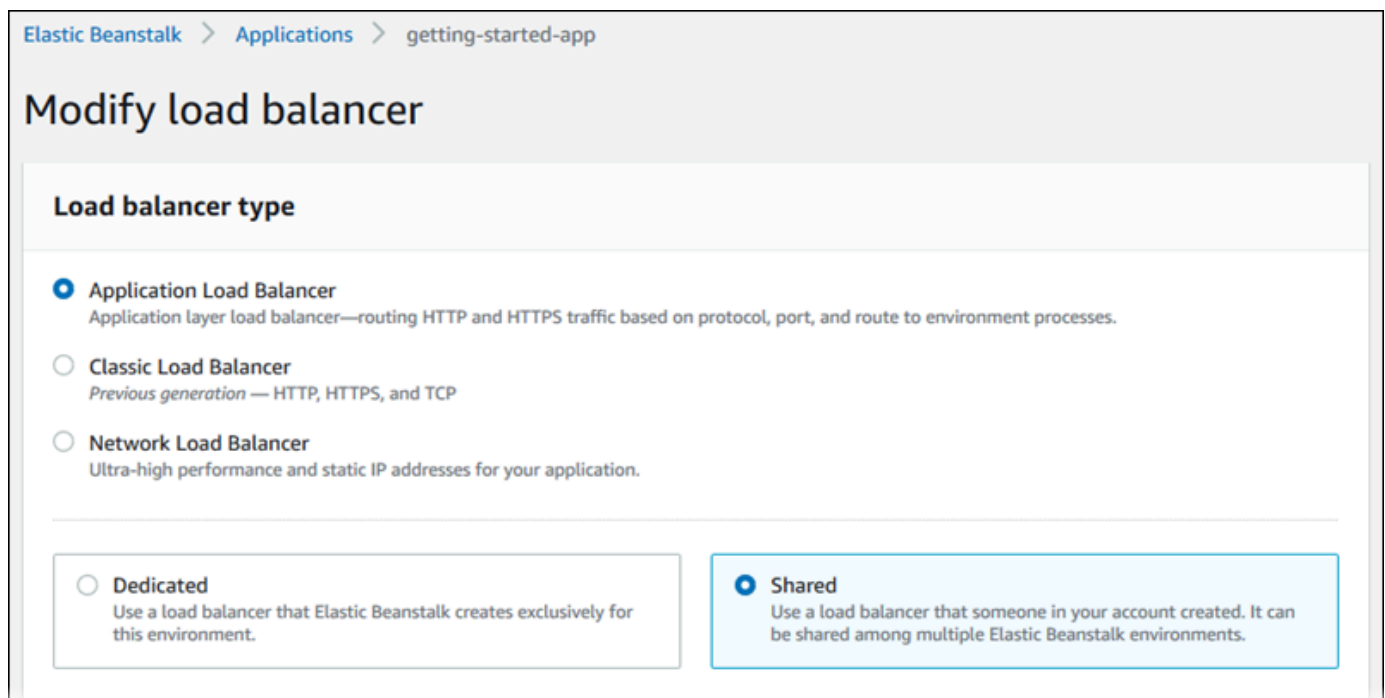 Elastic Beanstalk > Applications > getting-started-app
Modify load balancer
Load balancer type
Application Load Balancer
Application layer load balancer—routing HTTP and HTTPS traffic based on protocol, port, and route to environment processes.
Classic Load Balancer
Previous generation — HTTP, HTTPS, and TCP
Network Load Balancer
Ultra-high performance and static IP addresses for your application.
Dedicated
Use a load balancer that Elastic Beanstalk creates exclusively for
this environment.
Shared
Use a load balancer that someone in your account created. It can
be shared among multiple Elastic Beanstalk environments.